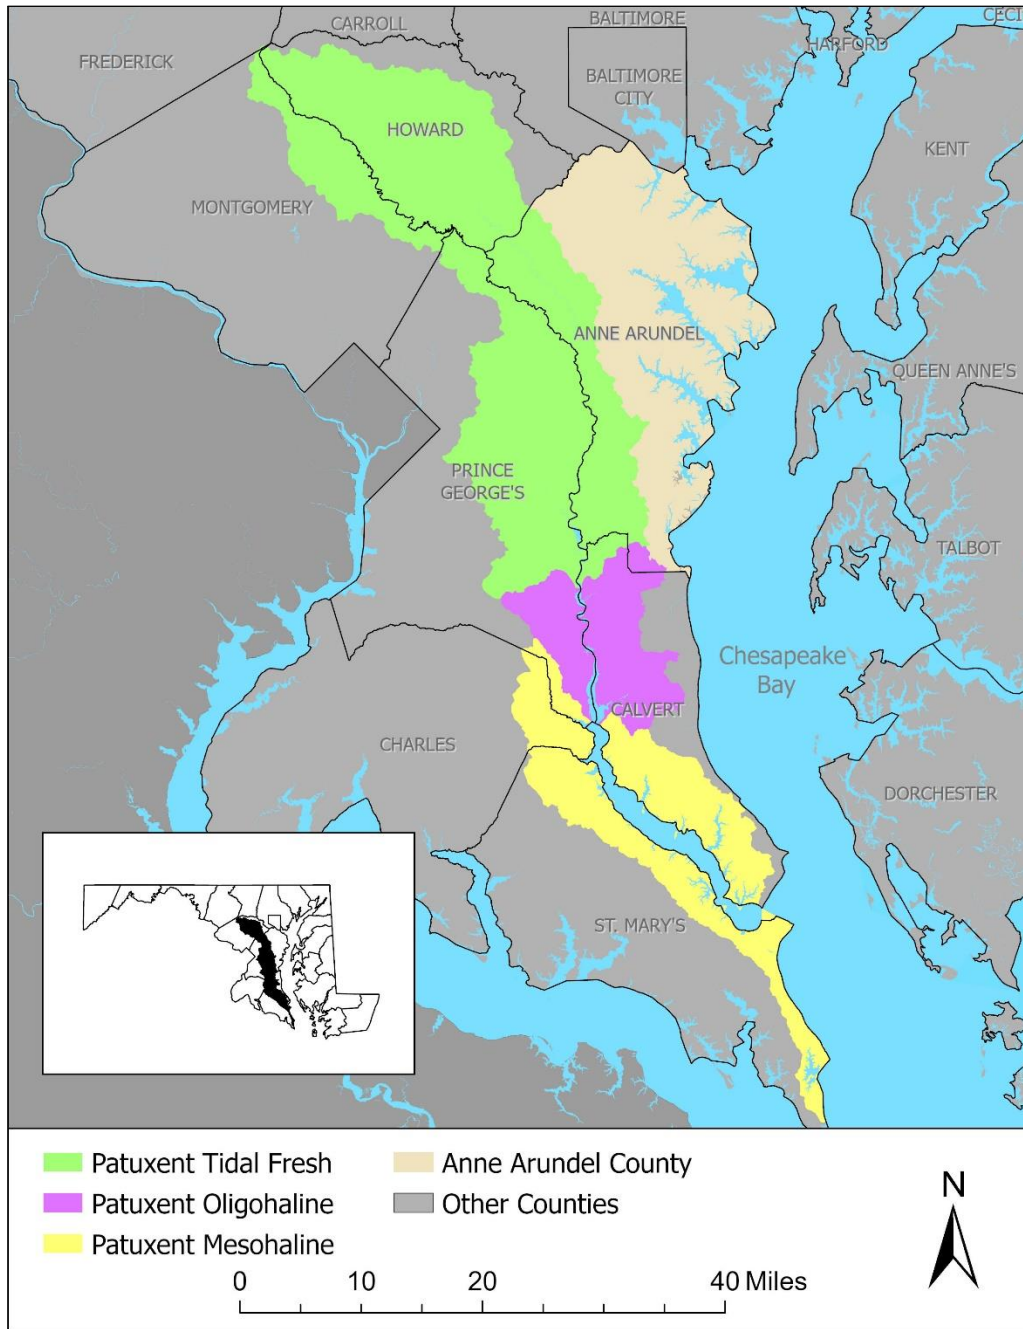 CARROLL
BALTIMORE
CECI
FREDERICK
HARFORD
BALTIMORE
CITY
HOWARD
KENT
MONTGOMERY
ANNE ARUNDEL
QUEEN ANNE'S
PRINCE
GEORGE'S
TALBOT
Chesapeake
Bay
CALVERT
CHARLES
DORCHESTER
ST. MARY'S
Patuxent Tidal Fresh
Anne Arundel County
Patuxent Oligohaline
Other Counties
Patuxent Mesohaline
N
0 10 20 40 Miles